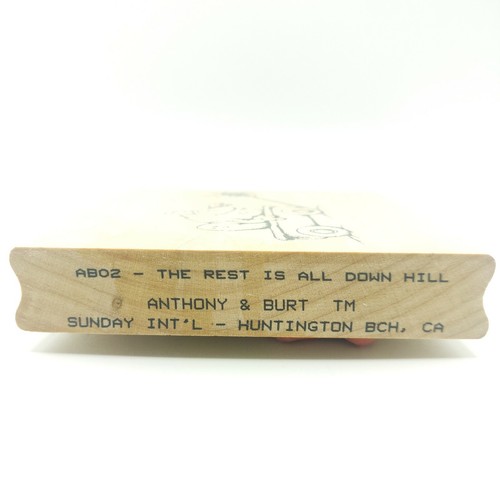 AB02 - THE REST IS ALL DOWN HILL
© ANTHONY & BURT TM
SUNDAY INT'L - HUNTINGTON BCH, CA